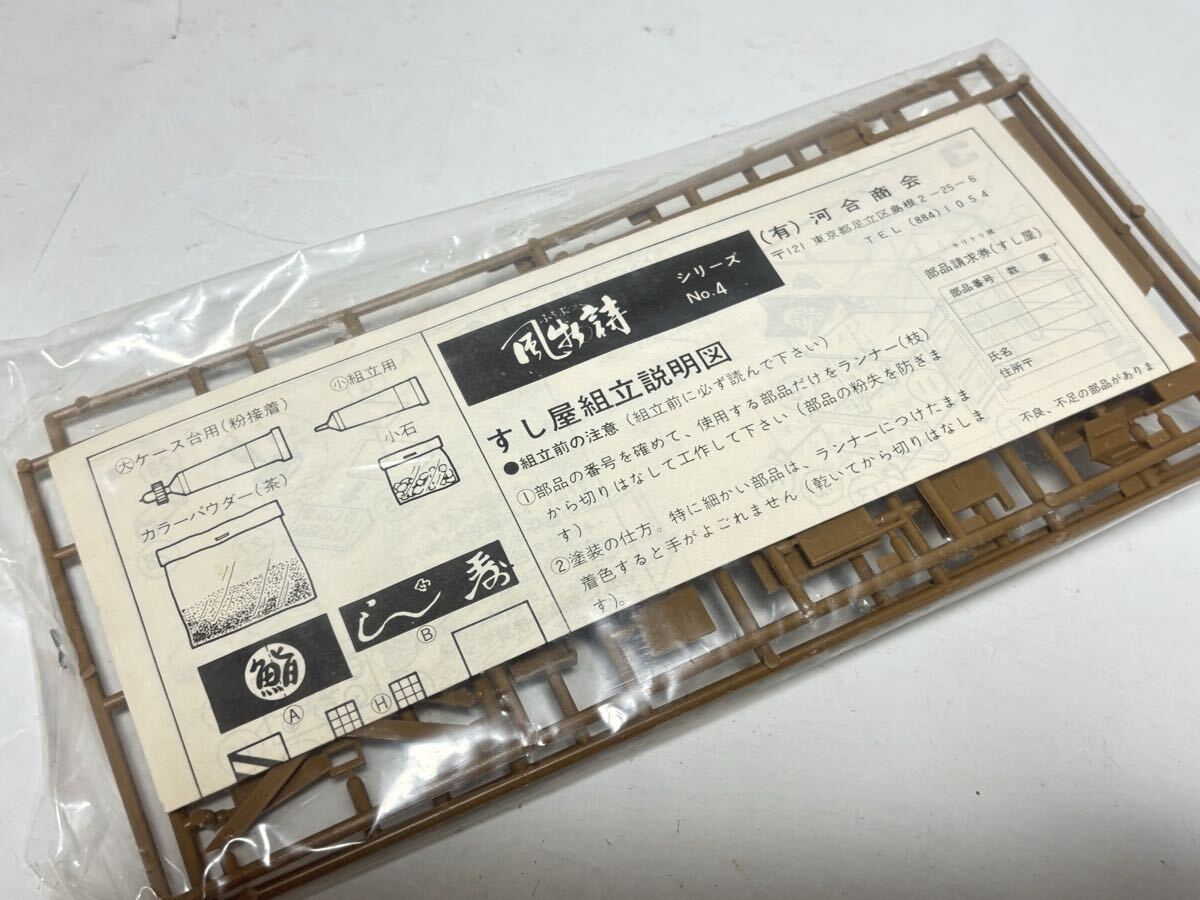 (有)河合商会
〒121 東京都足立区島根2-25-6
TEL (884)1054
ふうぶつし
風物詩
シリーズ
No.4
すし屋組立説明図
●組立前の注意(組立前に必ず読んで下さい)
①部品の番号を確めて、使用する部品だけをランナー(枝)
から切りはなして工作して下さい(部品の粉失を防ぎま
す)。
②塗装の仕方。特に細かい部品は、ランナーにつけたまま
着色すると手がよごれません(乾いてから切りはなしま
す)。
キリトリ線
部品請求券(すし屋)
部品番号 数量
氏名
住所〒
不良、不足の部品がありま
大ケース台用(粉接着)
小組立用
小石
カラーパウダー(茶)
鮨
A
B
H